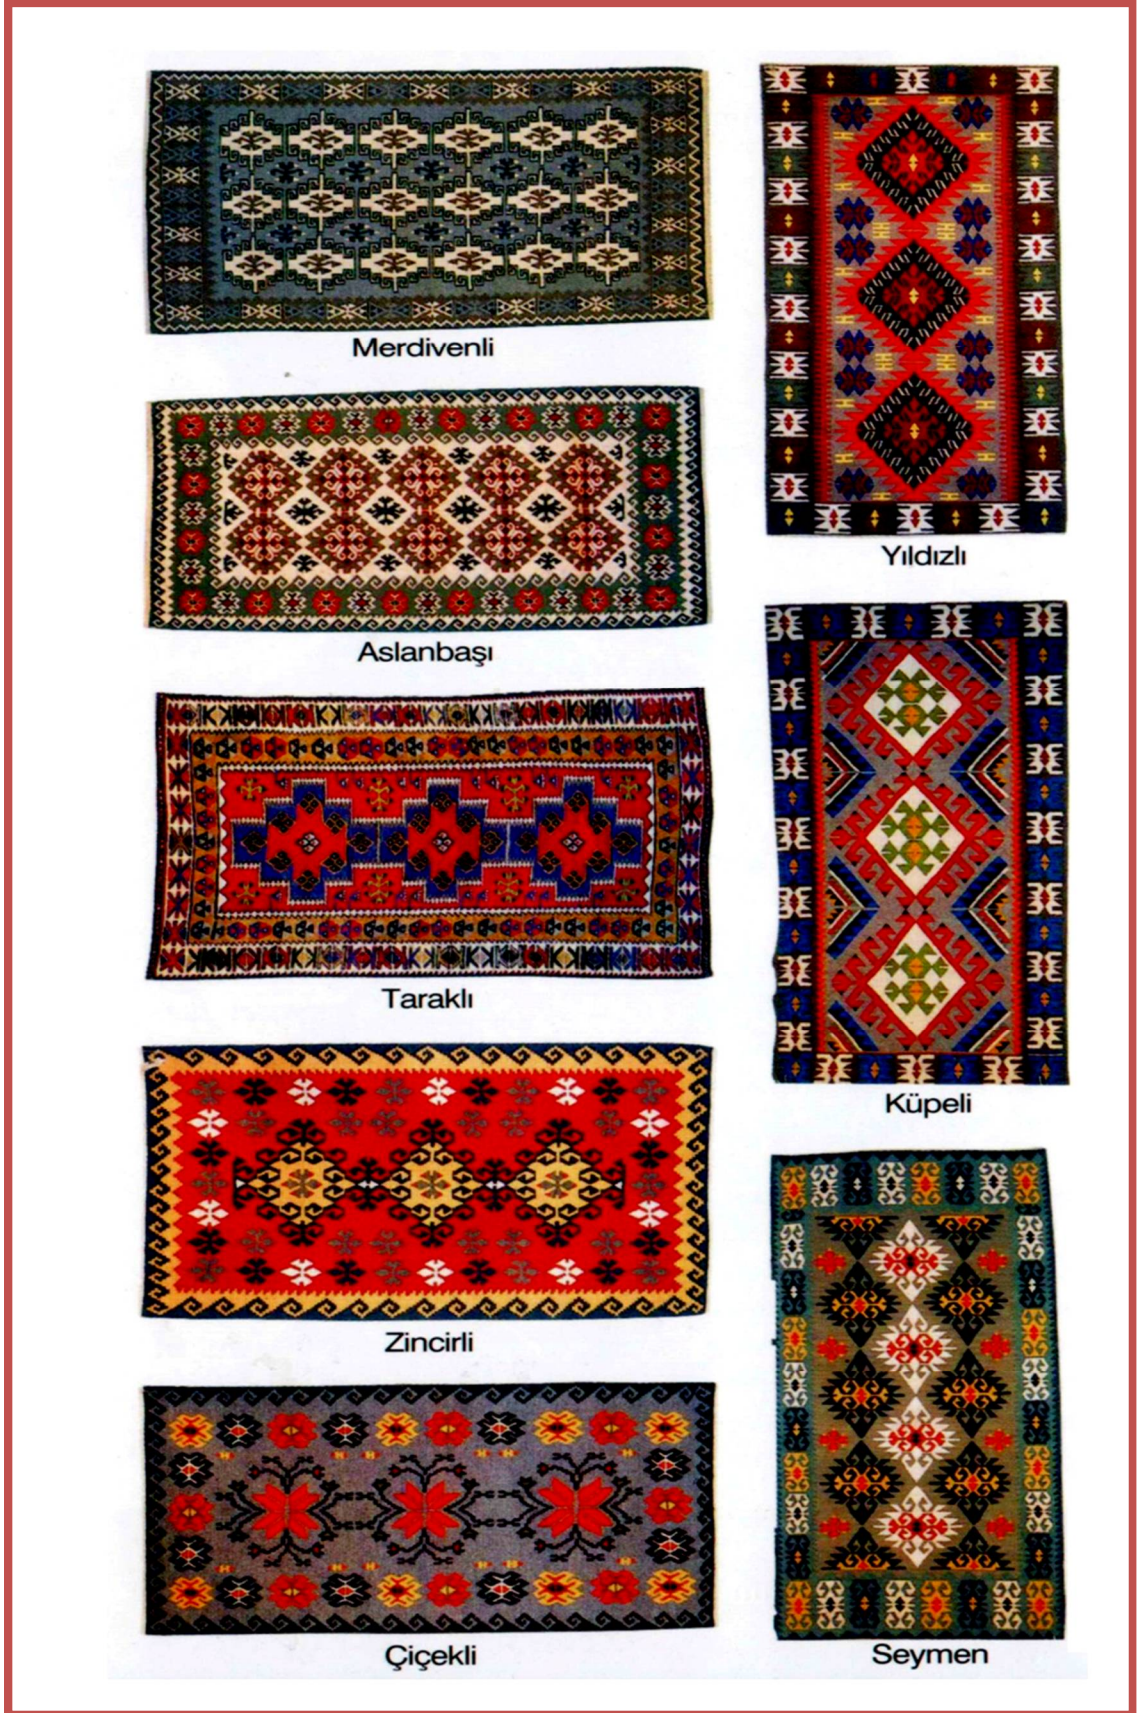 Merdivenli
Aslanbaşı
Taraklı
Zincirli
Çiçekli
Yıldızlı
Küpeli
Seymen